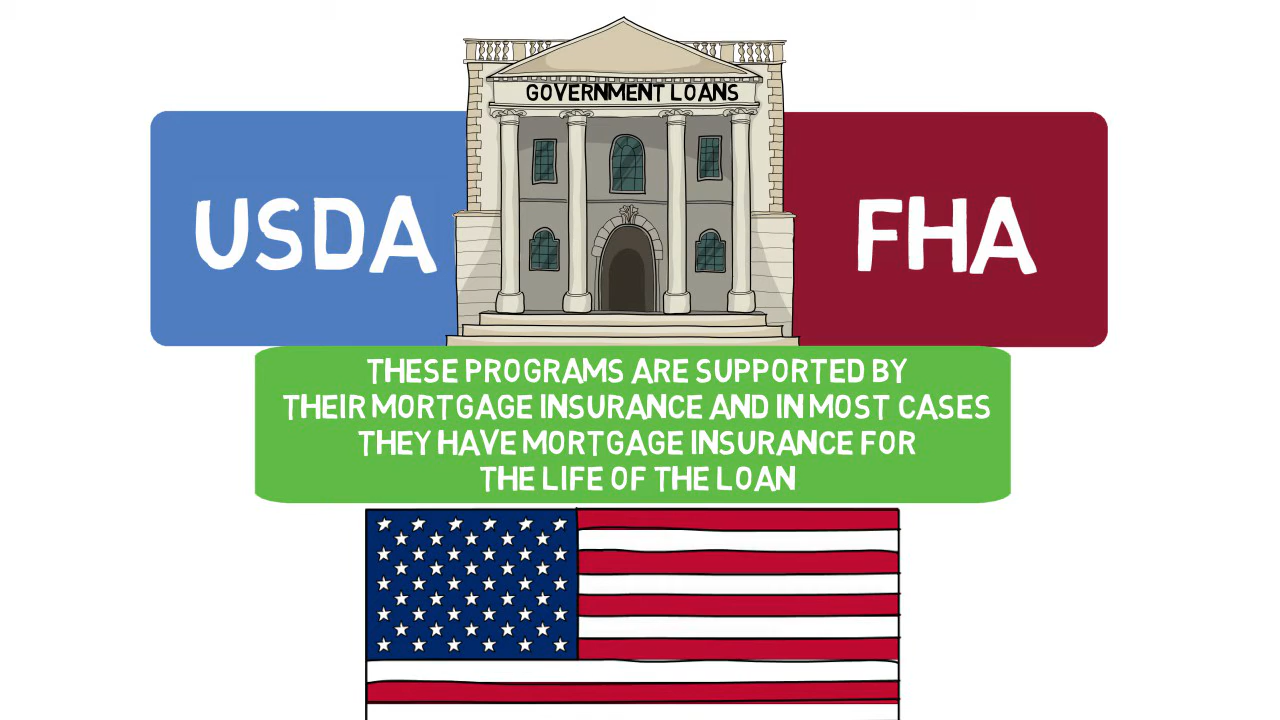 GOVERNMENT LOANS
USDA
FHA
THESE PROGRAMS ARE SUPPORTED BY
THEIR MORTGAGE INSURANCE AND IN MOST CASES
THEY HAVE MORTGAGE INSURANCE FOR
THE LIFE OF THE LOAN